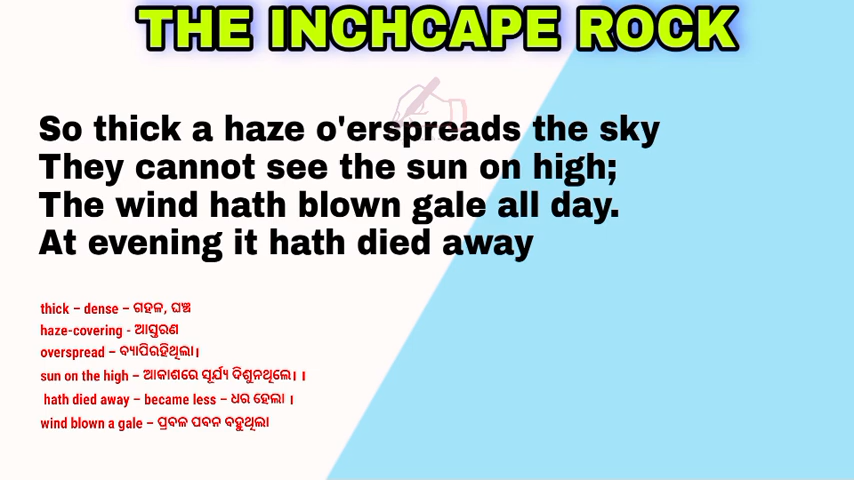 THE INCHCAPE ROCK
So thick a haze o'erspreads the sky
They cannot see the sun on high;
The wind hath blown gale all day.
At evening it hath died away
thick – dense – ଗହଳ, ଘଞ୍ଚ
haze-covering - ଆସ୍ତରଣ
overspread – ବ୍ୟାପିରହିଥିଲା।
sun on the high – ଆକାଶରେ ସୂର୍ଯ୍ୟ ଦିଶୁନଥିଲେ। ।
hath died away – became less – ଧର ହେଲା ।
wind blown a gale – ପ୍ରବଳ ପବନ ବହୁଥିଲା